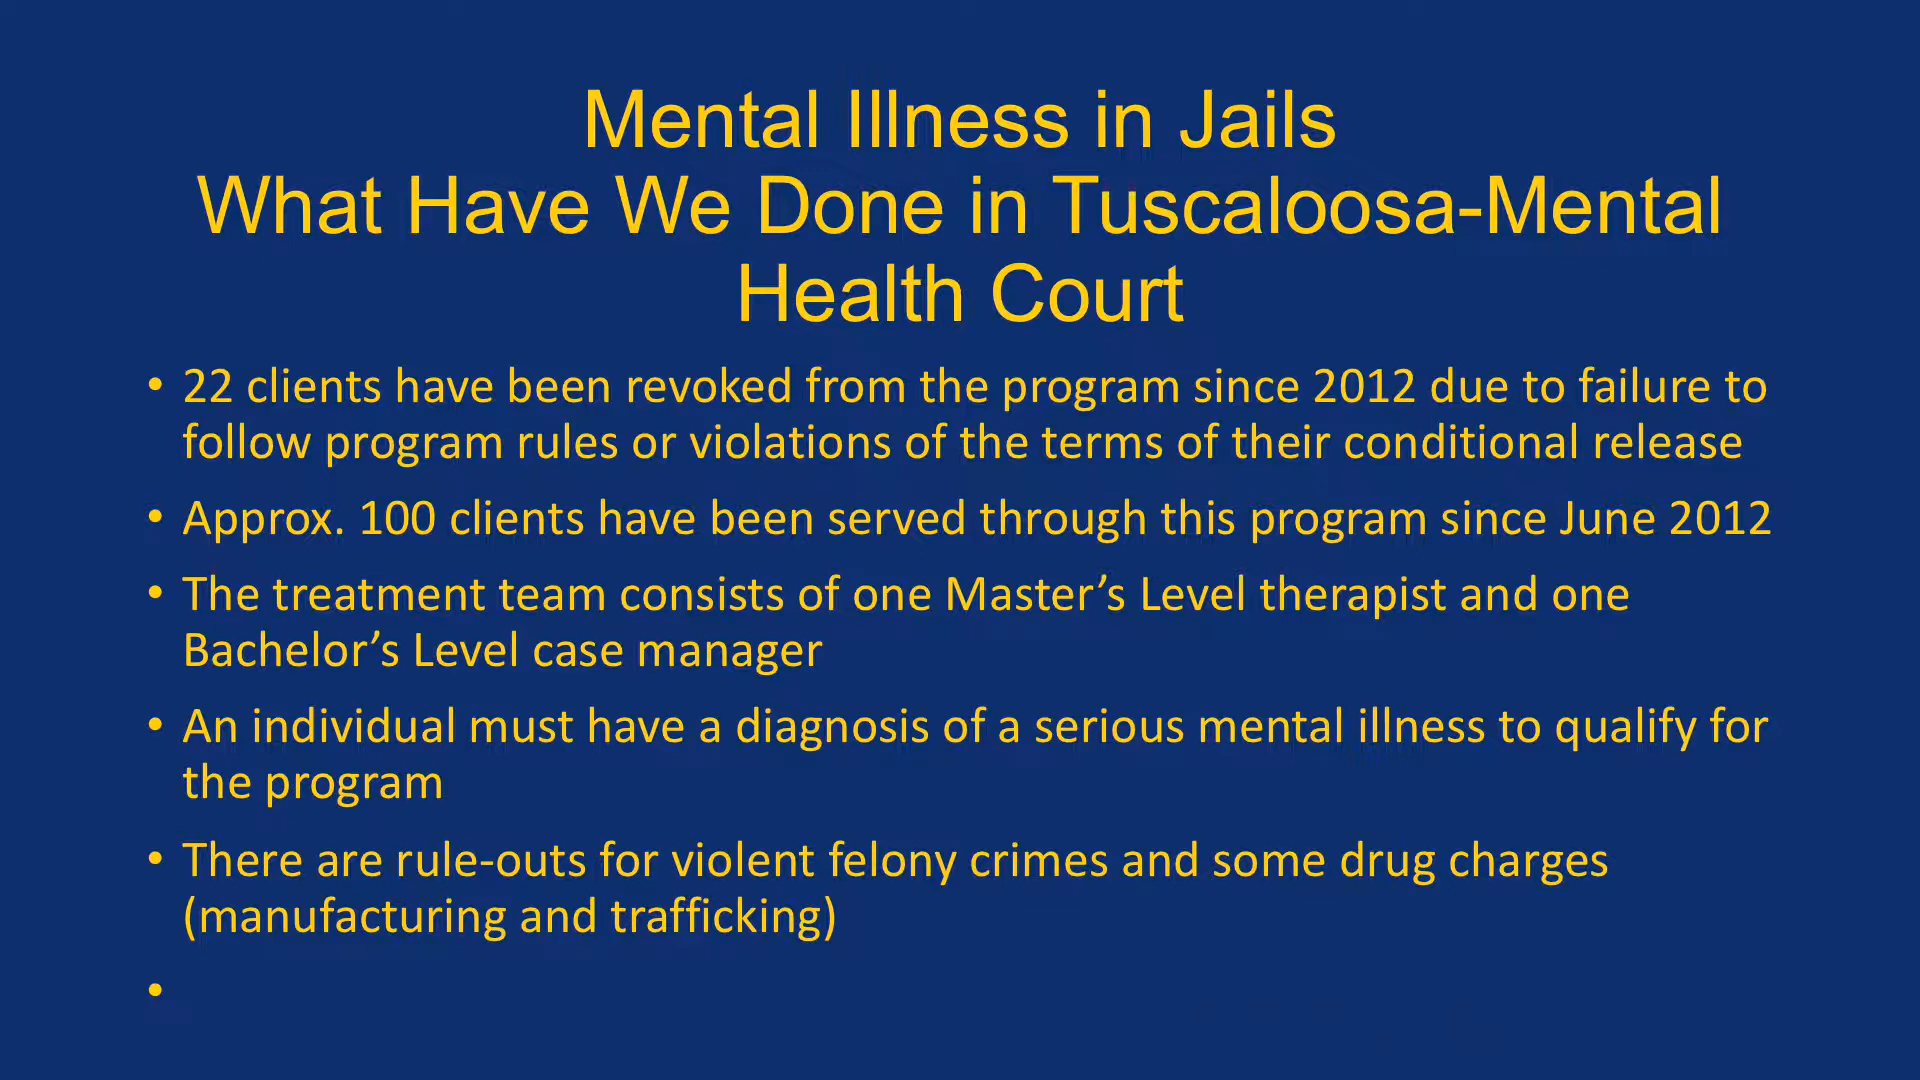 Mental Illness in Jails
What Have We Done in Tuscaloosa-Mental
Health Court
• 22 clients have been revoked from the program since 2012 due to failure to
follow program rules or violations of the terms of their conditional release
• Approx. 100 clients have been served through this program since June 2012
• The treatment team consists of one Master’s Level therapist and one
Bachelor’s Level case manager
• An individual must have a diagnosis of a serious mental illness to qualify for
the program
• There are rule-outs for violent felony crimes and some drug charges
(manufacturing and trafficking)
•